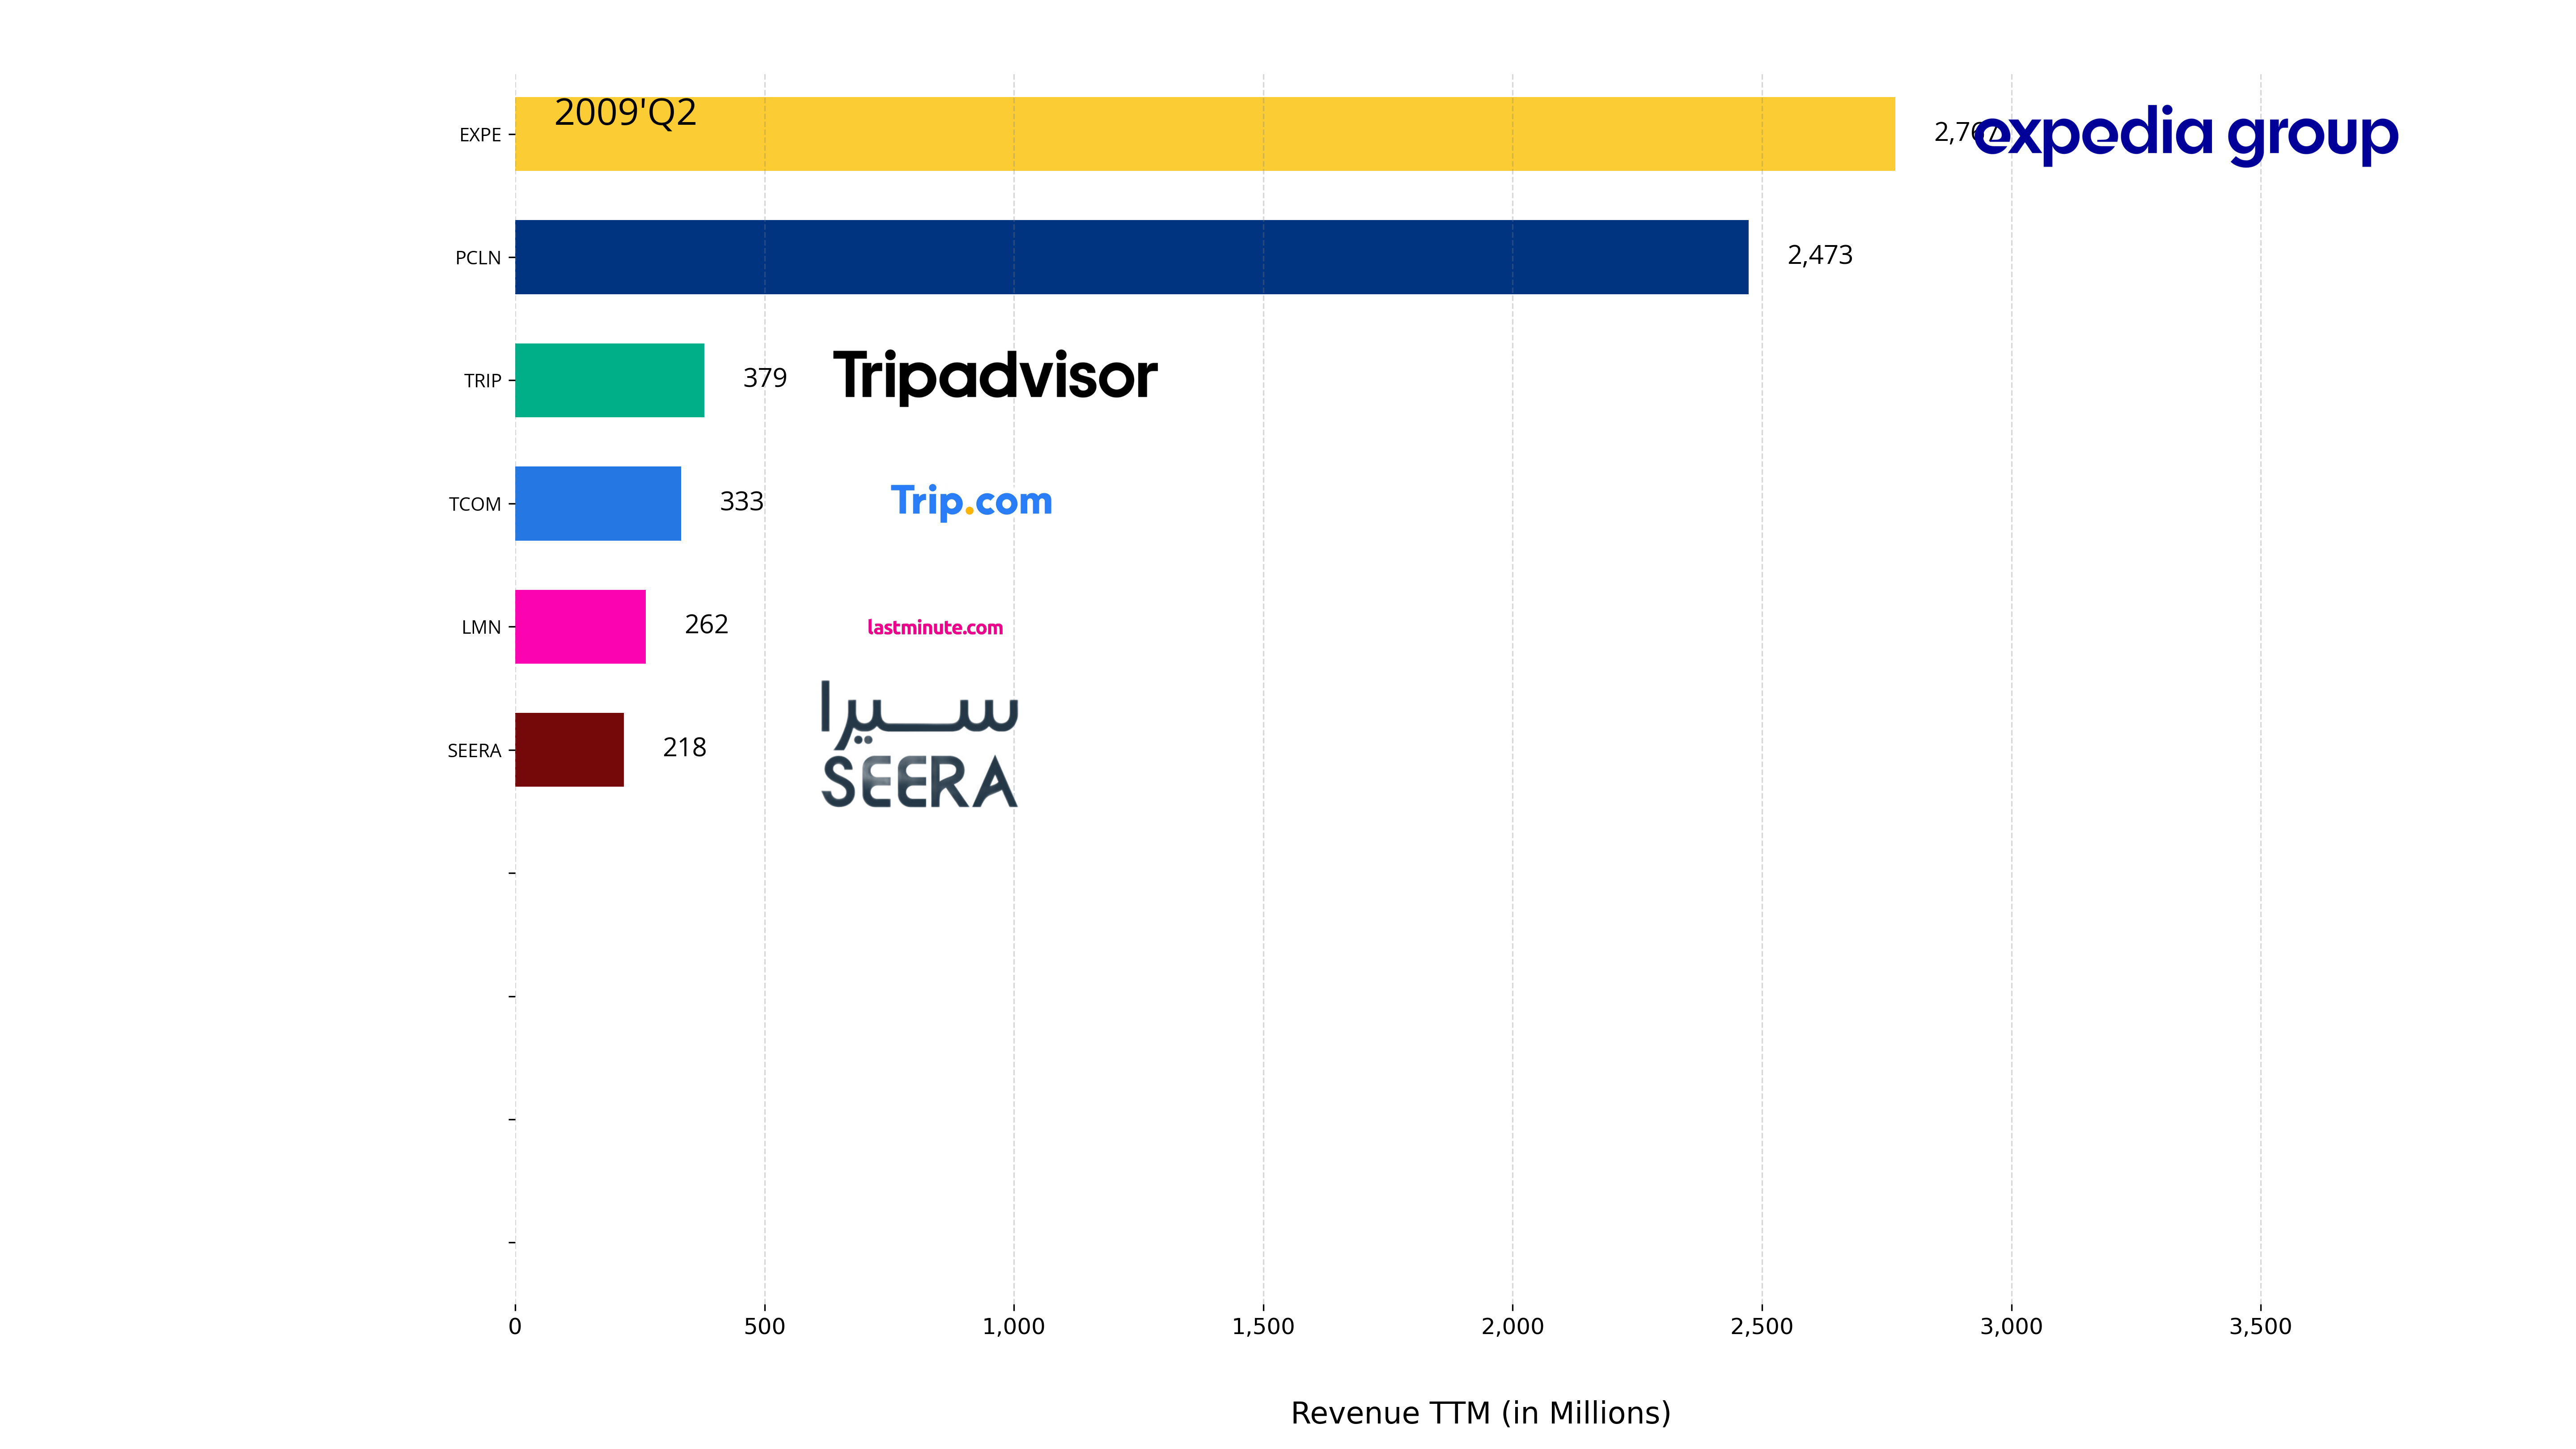 2009'Q2
EXPE 2,767 expedia group
PCLN 2,473
TRIP 379 Tripadvisor
TCOM 333 Trip.com
LMN 262 lastminute.com
سيرا
SEERA 218 SEERA
0 500 1,000 1,500 2,000 2,500 3,000 3,500
Revenue TTM (in Millions)